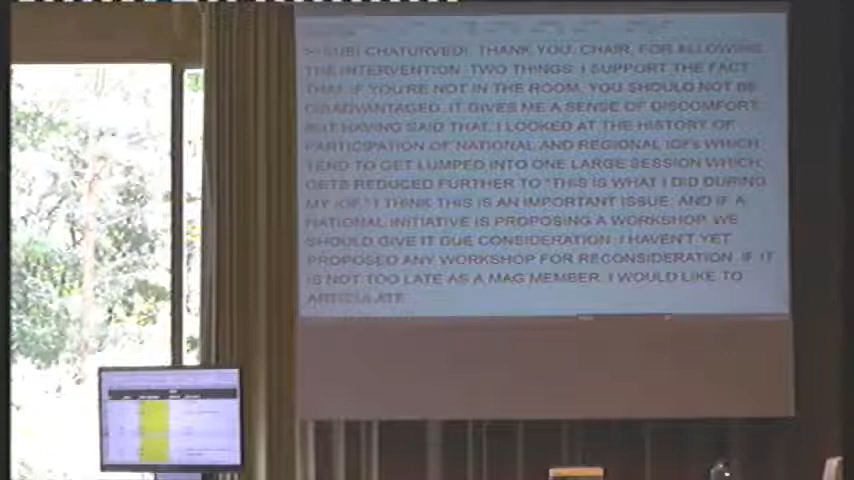 >> SUBI CHATURVEDI: THANK YOU, CHAIR, FOR ALLOWING
THE INTERVENTION. TWO THINGS. I SUPPORT THE FACT
THAT IF YOU'RE NOT IN THE ROOM, YOU SHOULD NOT BE
DISADVANTAGED. IT GIVES ME A SENSE OF DISCOMFORT.
BUT HAVING SAID THAT, I LOOKED AT THE HISTORY OF
PARTICIPATION OF NATIONAL AND REGIONAL IGFs WHICH
TEND TO GET LUMPED INTO ONE LARGE SESSION WHICH
GETS REDUCED FURTHER TO "THIS IS WHAT I DID DURING
MY IGF." I THINK THIS IS AN IMPORTANT ISSUE. AND IF A
NATIONAL INITIATIVE IS PROPOSING A WORKSHOP, WE
SHOULD GIVE IT DUE CONSIDERATION. I HAVEN'T YET
PROPOSED ANY WORKSHOP FOR RECONSIDERATION. IF IT
IS NOT TOO LATE AS A MAG MEMBER, I WOULD LIKE TO
ARTICULATE